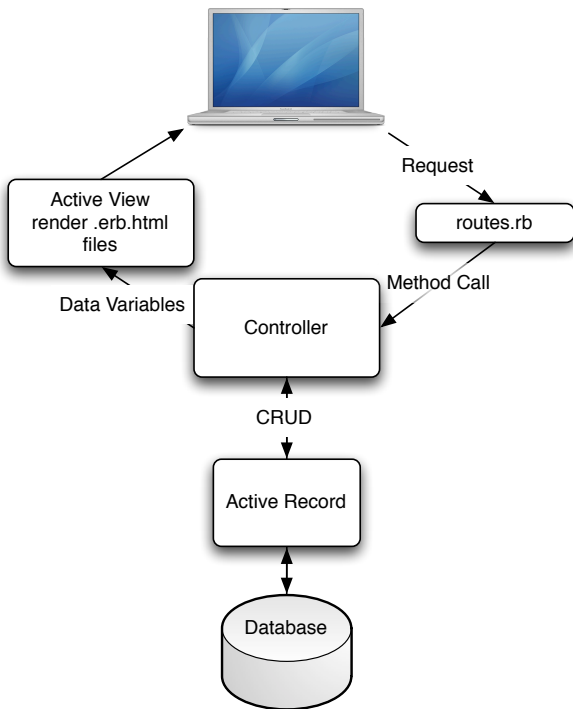 Request
Active View
render .erb.html
files
routes.rb
Method Call
Data Variables
Controller
CRUD
Active Record
Database